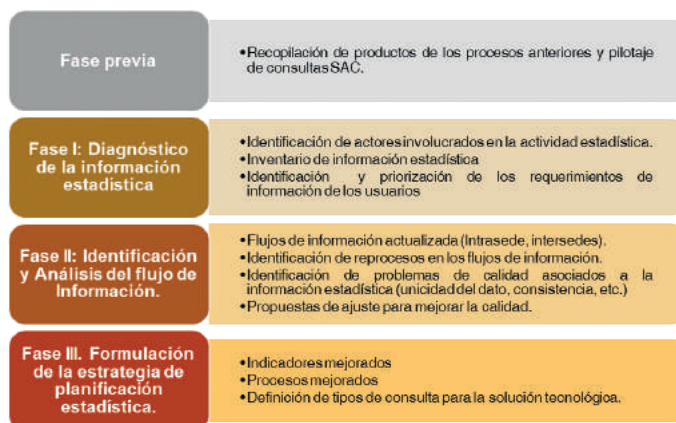 Fase previa
•Recopilación de productos de los procesos anteriores y pilotaje
de consultas SAC.
Fase I: Diagnóstico
de la información
estadística
•Identificación de actores involucrados en la actividad estadística.
•Inventario de información estadística
•Identificación y priorización de los requerimientos de
información de los usuarios
Fase II: Identificación
y Análisis del flujo de
Información.
•Flujos de información actualizada (Intrasede, intersedes).
•Identificación de reprocesos en los flujos de información.
•Identificación de problemas de calidad asociados a la
información estadística (unicidad del dato, consistencia, etc.)
•Propuestas de ajuste para mejorar la calidad.
Fase III. Formulación
de la estrategia de
planificación
estadística.
•Indicadores mejorados
•Procesos mejorados
•Definición de tipos de consulta para la solución tecnológica.